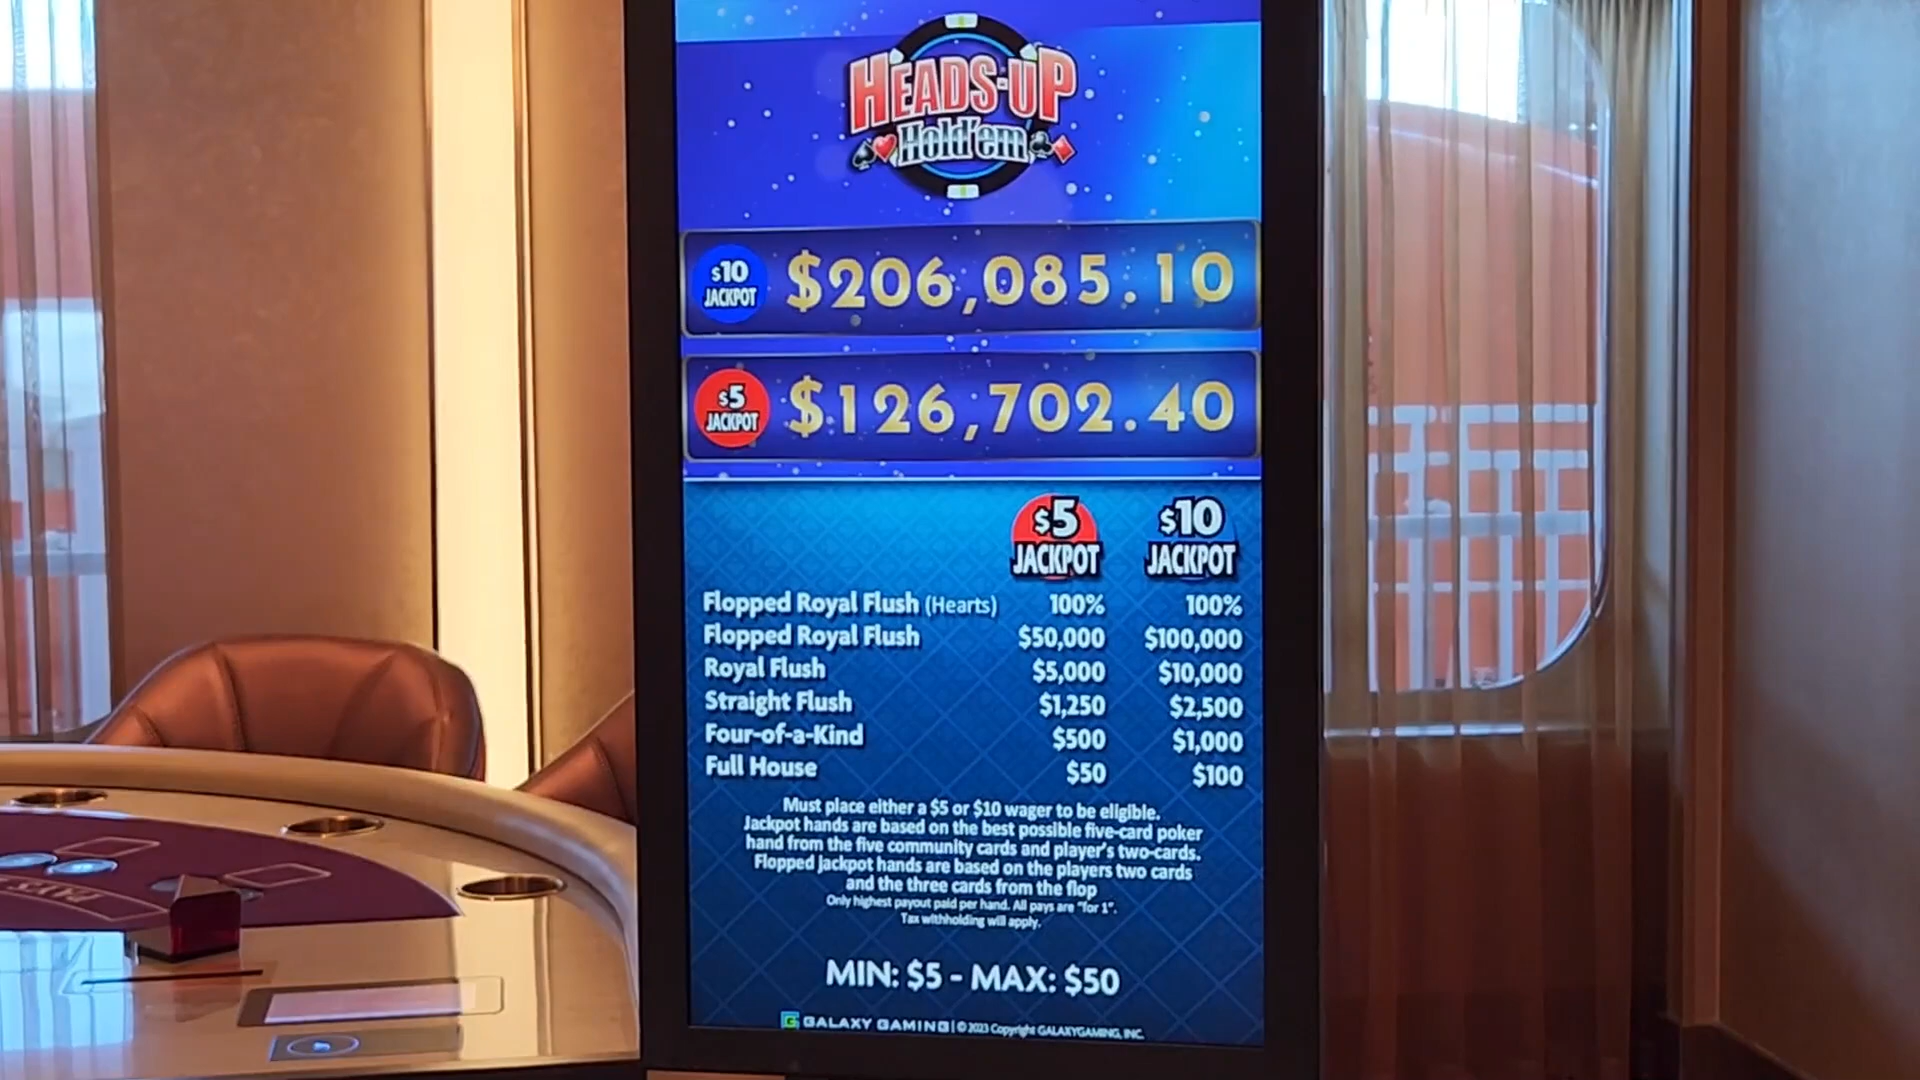 HEADS-UP
Hold'em
$10
JACKPOT
$206,085.10
$5
JACKPOT
$126,702.40
$5 JACKPOT $10 JACKPOT
Flopped Royal Flush (Hearts) 100% 100%
Flopped Royal Flush $50,000 $100,000
Royal Flush $5,000 $10,000
Straight Flush $1,250 $2,500
Four-of-a-Kind $500 $1,000
Full House $50 $100
Must place either a $5 or $10 wager to be eligible.
Jackpot hands are based on the best possible five-card poker
hand from the five community cards and player's two-cards.
Flopped Jackpot hands are based on the players two cards
and the three cards from the flop
Only highest payout paid per hand. All pays are "for 1".
Tax withholding will apply.
MIN: $5 - MAX: $50
GALAXY GAMING | © 2023 Copyright GALAXYGAMING, INC.
PAYS